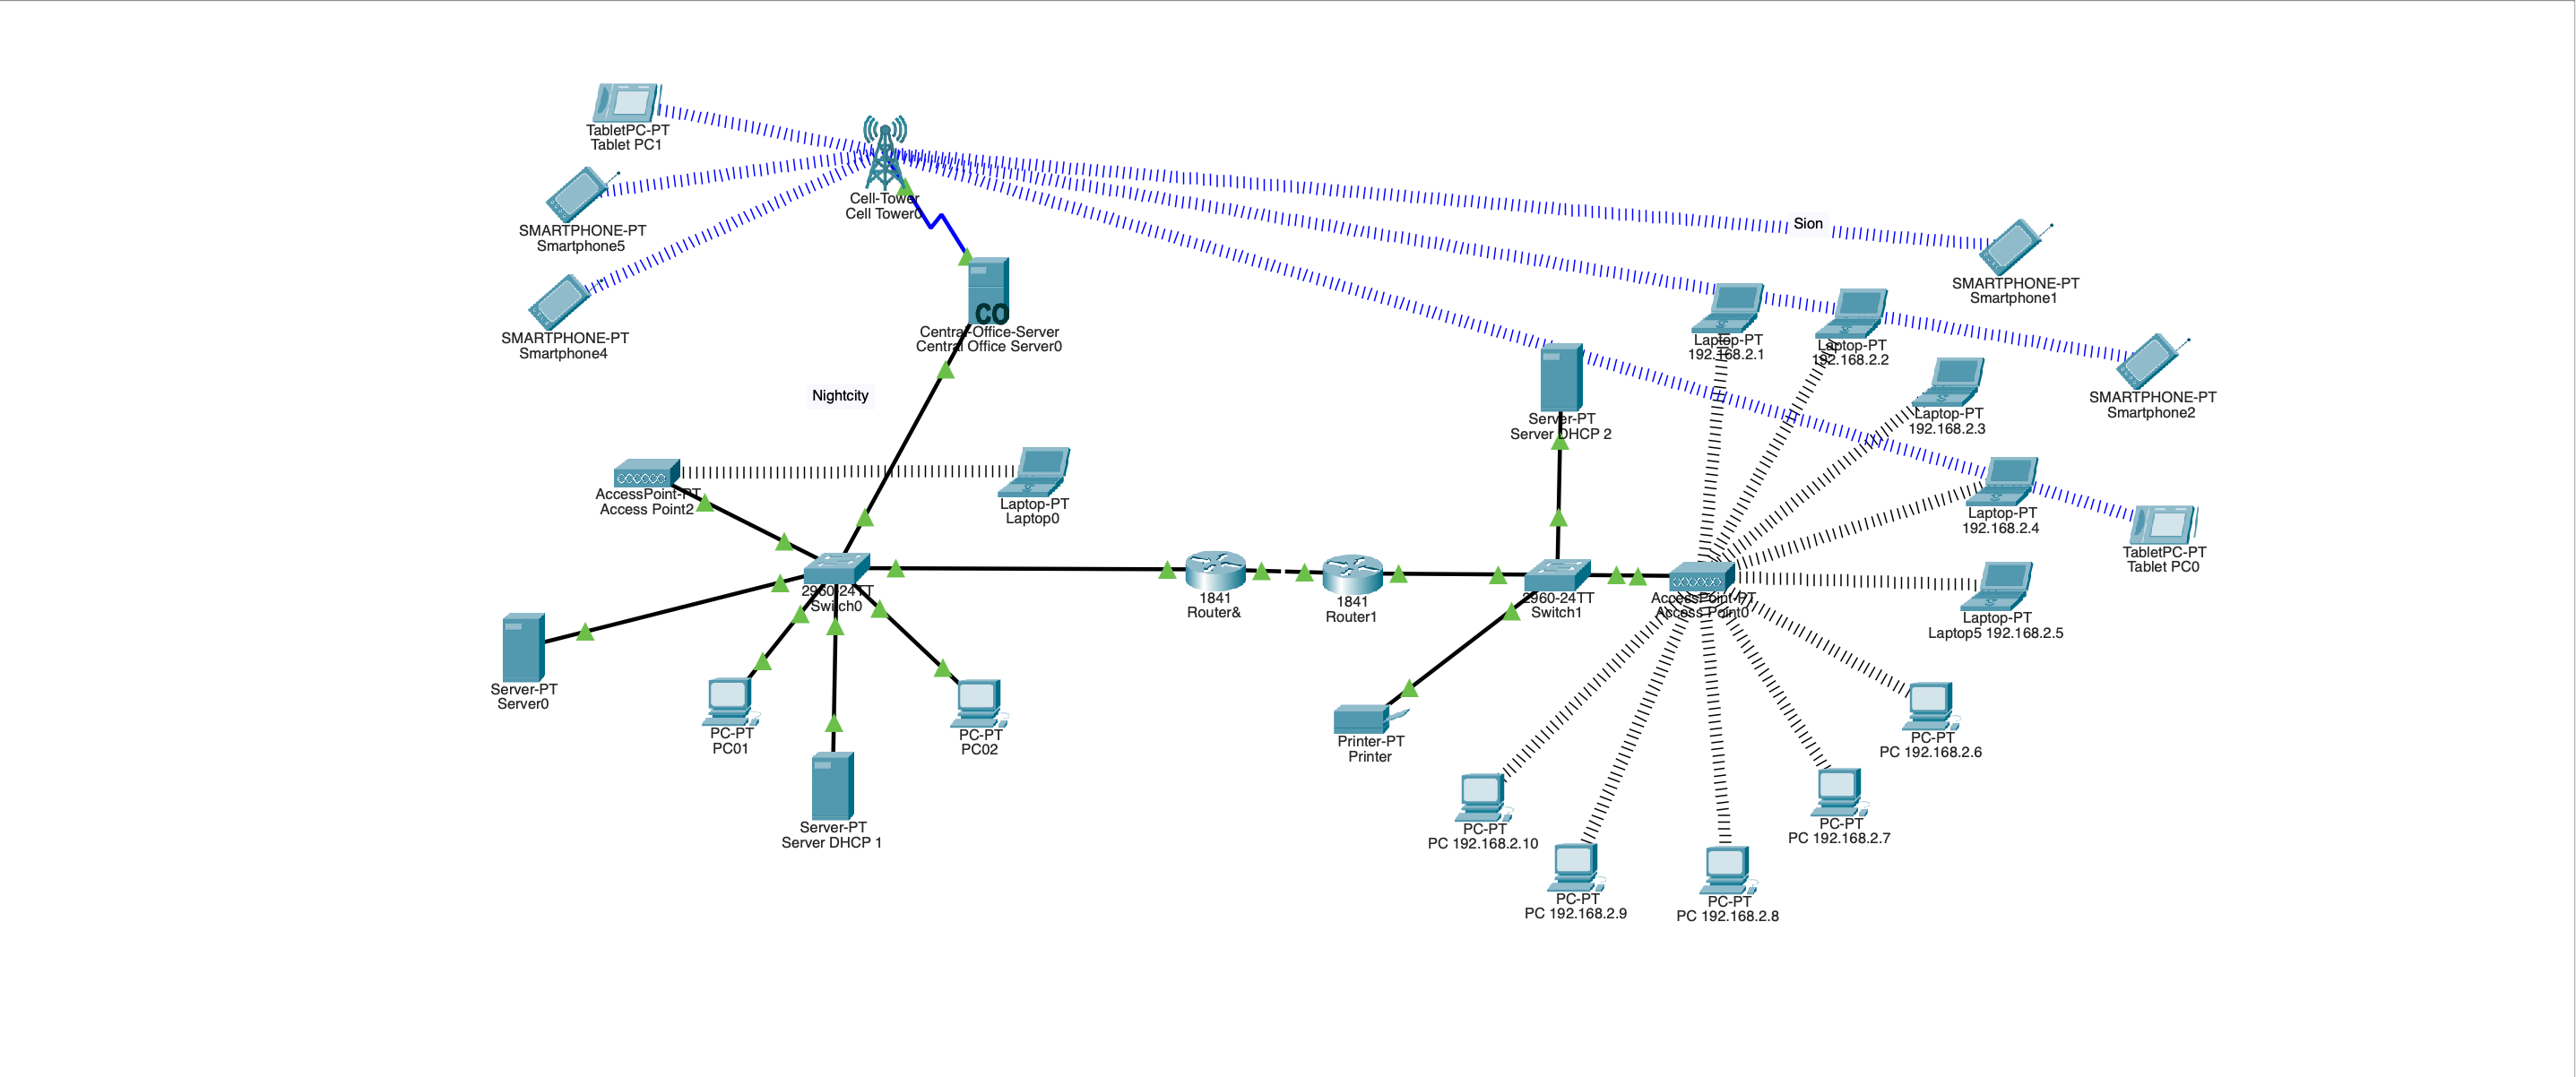 TabletPC-PT
Tablet PC1
SMARTPHONE-PT
Smartphone5
SMARTPHONE-PT
Smartphone4
Cell-Tower
Cell Tower0
CO
Central-Office-Server
Central Office Server0
Nightcity
Sion
SMARTPHONE-PT
Smartphone1
SMARTPHONE-PT
Smartphone2
Laptop-PT
192.168.2.1
Laptop-PT
192.168.2.2
Laptop-PT
192.168.2.3
Laptop-PT
192.168.2.4
TabletPC-PT
Tablet PC0
Server-PT
Server DHCP 2
AccessPoint-PT
Access Point2
Laptop-PT
Laptop0
2960-24TT
Switch0
1841
Router&
1841
Router1
2960-24TT
Switch1
AccessPoint-PT
Access Point0
Laptop-PT
Laptop5 192.168.2.5
Server-PT
Server0
PC-PT
PC01
PC-PT
PC02
Server-PT
Server DHCP 1
Printer-PT
Printer
PC-PT
PC 192.168.2.6
PC-PT
PC 192.168.2.7
PC-PT
PC 192.168.2.10
PC-PT
PC 192.168.2.9
PC-PT
PC 192.168.2.8